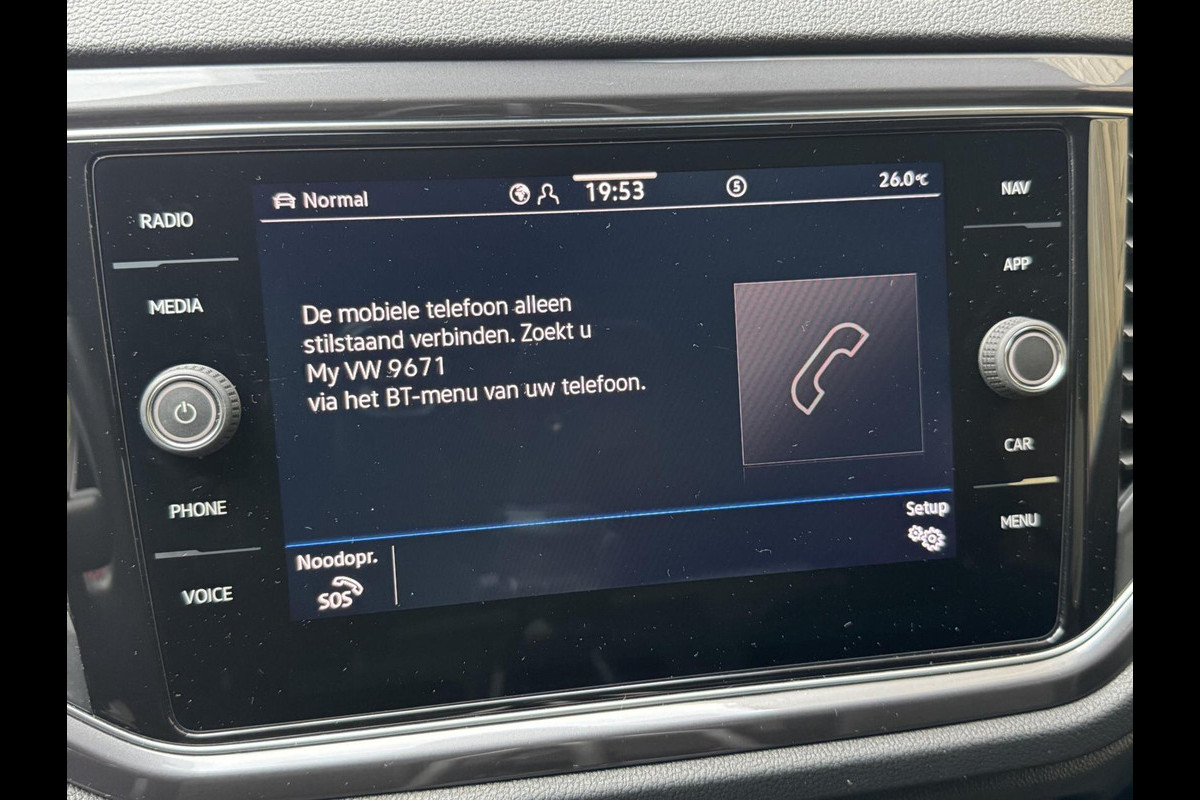 RADIO
MEDIA
PHONE
VOICE
Normal
19:53
5
26.0°C
De mobiele telefoon alleen
stilstaand verbinden. Zoekt u
My VW 9671
via het BT-menu van uw telefoon.
Noodopr.
SOS
Setup
NAV
APP
CAR
MENU